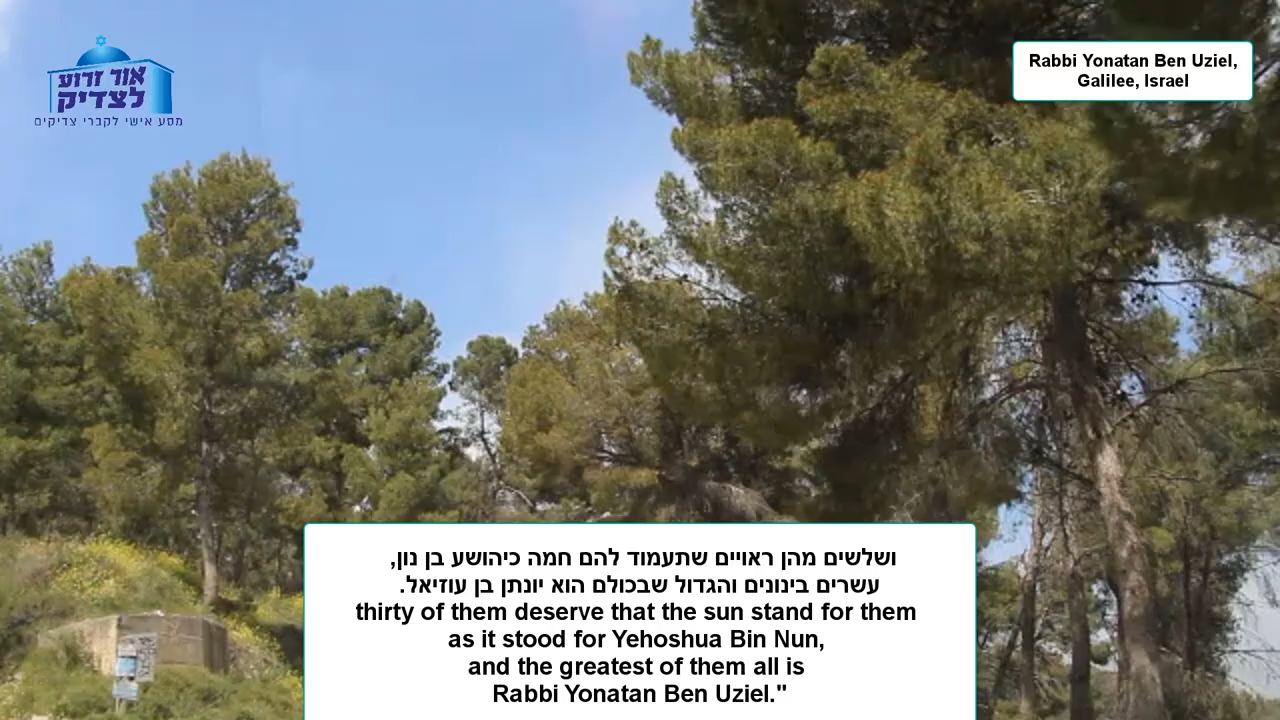 אור זרוע
לצדיק
מסע אישי לקברי צדיקים
Rabbi Yonatan Ben Uziel,
Galilee, Israel
ושלשים מהן ראויים שתעמוד להם חמה כיהושע בן נון,
עשרים בינונים והגדול שבכולם הוא יונתן בן עוזיאל.
thirty of them deserve that the sun stand for them
as it stood for Yehoshua Bin Nun,
and the greatest of them all is
Rabbi Yonatan Ben Uziel."